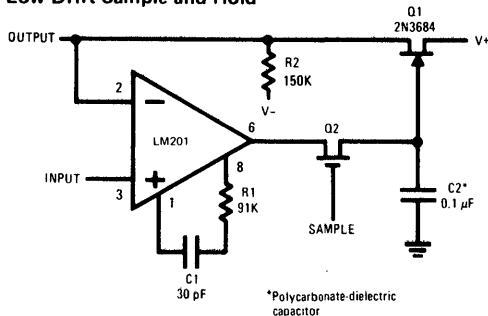 Low Drift Sample and Hold
Q1
2N3684
OUTPUT
V+
R2
150K
V-
2
LM201
6
Q2
8
INPUT
3
1
R1
91K
SAMPLE
C2*
0.1 μF
C1
30 pF
*Polycarbonate-dielectric
capacitor